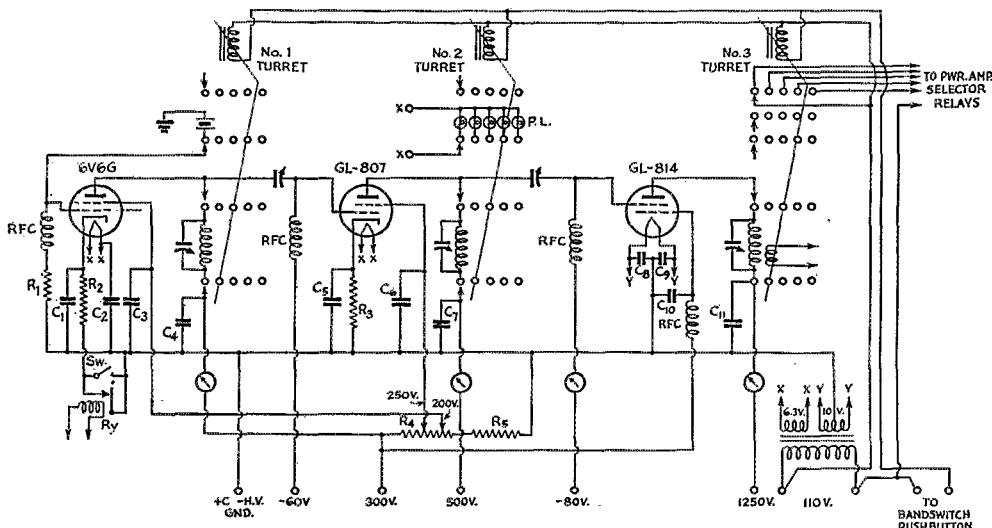 No. 1 TURRET
No. 2 TURRET
No. 3 TURRET
TO PWR. AMP. SELECTOR RELAYS
X
P.L.
X
6V6G
GL-807
GL-814
RFC
RFC
RFC
R1
C1
R2
X X
C2
C3
C4
C5
R3
X X
C6
C7
Y
C8
C9
Y
C10
RFC
C11
Sw.
Ry
250V.
200V.
R4
R5
X X Y Y
6.3V.
10V.
+C -H.V. GND.
-60V
300V.
500V.
-80V.
1250V.
110V.
TO BANDSWITCH PUSHBUTTON